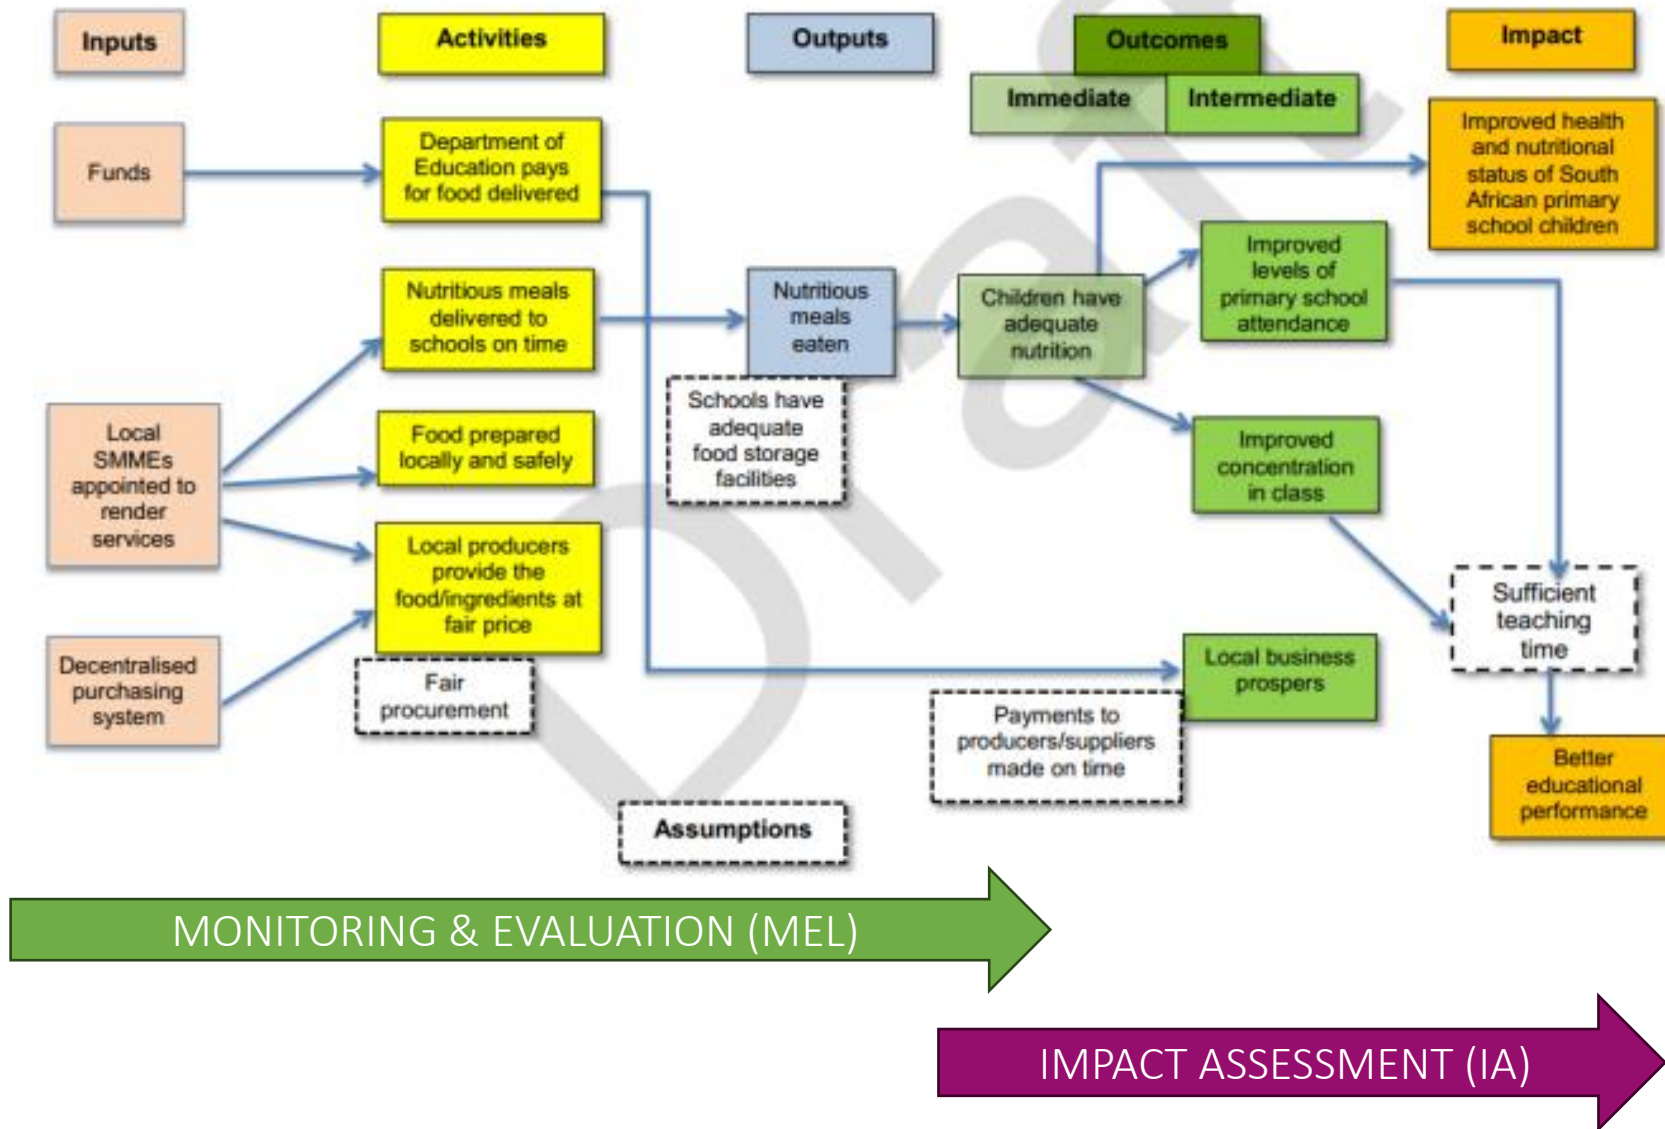 Inputs
Activities
Outputs
Outcomes
Immediate
Intermediate
Impact
Funds
Department of
Education pays
for food delivered
Improved health
and nutritional
status of South
African primary
school children
Nutritious meals
delivered to
schools on time
Nutritious
meals
eaten
Children have
adequate
nutrition
Improved
levels of
primary school
attendance
Schools have
adequate
food storage
facilities
Local
SMMEs
appointed to
render
services
Food prepared
locally and safely
Improved
concentration
in class
Local producers
provide the
food/ingredients at
fair price
Sufficient
teaching
time
Decentralised
purchasing
system
Fair
procurement
Local business
prospers
Payments to
producers/suppliers
made on time
Better
educational
performance
Assumptions
Draft
MONITORING & EVALUATION (MEL)
IMPACT ASSESSMENT (IA)